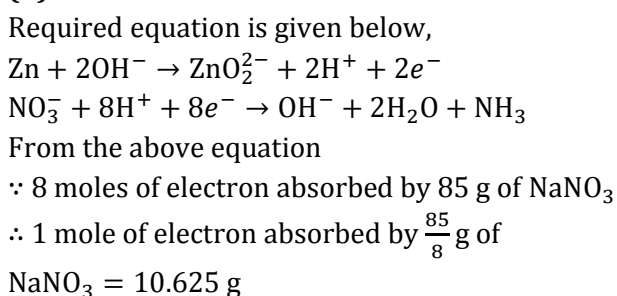 Required equation is given below,
Zn + 2OH⁻ → ZnO₂²⁻ + 2H⁺ + 2e⁻
NO₃⁻ + 8H⁺ + 8e⁻ → OH⁻ + 2H₂O + NH₃
From the above equation
∵ 8 moles of electron absorbed by 85 g of NaNO₃
∴ 1 mole of electron absorbed by 85/8 g of
NaNO₃ = 10.625 g